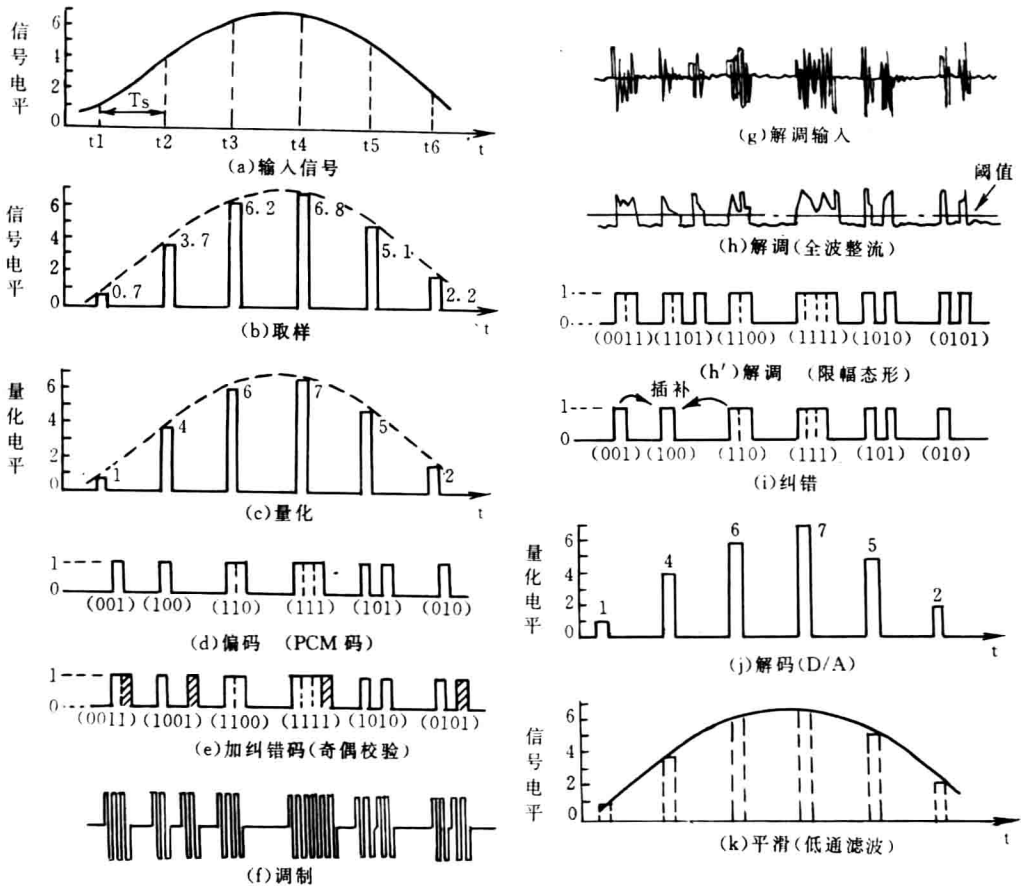 信号电平
6
4
2
1
0
Ts
t1 t2 t3 t4 t5 t6 t
(a)输入信号
信号电平
6
4
2
0
0.7
3.7
6.2
6.8
5.1
2.2
t
(b)取样
量化电平
6
4
2
0
1
4
6
7
5
2
t
(c)量化
1
0
(001) (100) (110) (111) (101) (010)
(d)偏码 (PCM码)
1
0
(0011) (1001) (1100) (1111) (1010) (0101)
(e)加纠错码(奇偶校验)
(f)调制
(g)解调输入
阈值
(h)解调(全波整流)
1
0
(0011)(1101)(1100) (1111) (1010) (0101)
(h′)解调 (限幅态形)
插补
1
0
(001) (100) (110) (111) (101) (010)
(i)纠错
量化电平
6
4
2
0
1
4
6
7
5
2
t
(j)解码(D/A)
信号电平
6
4
2
0
t
(k)平滑(低通滤波)